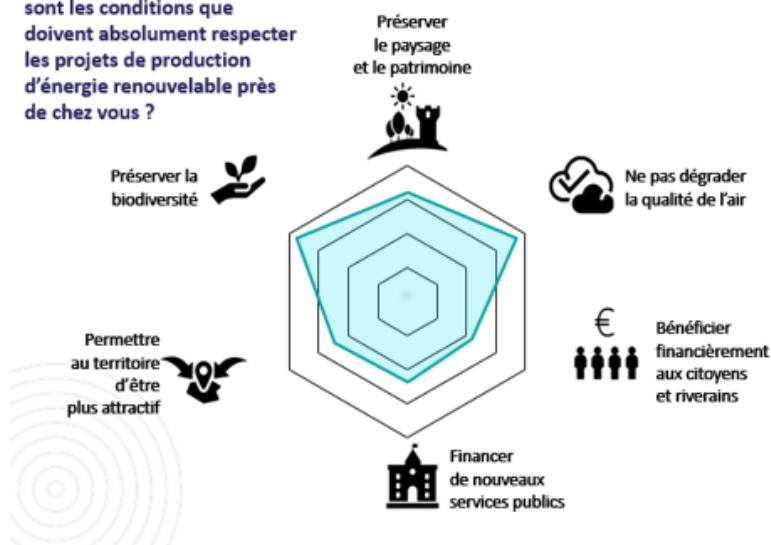 sont les conditions que
doivent absolument respecter
les projets de production
d'énergie renouvelable près
de chez vous ?
Préserver
le paysage
et le patrimoine
Préserver la
biodiversité
Ne pas dégrader
la qualité de l'air
Permettre
au territoire
d'être
plus attractif
€
Bénéficier
financièrement
aux citoyens
et riverains
Financer
de nouveaux
services publics